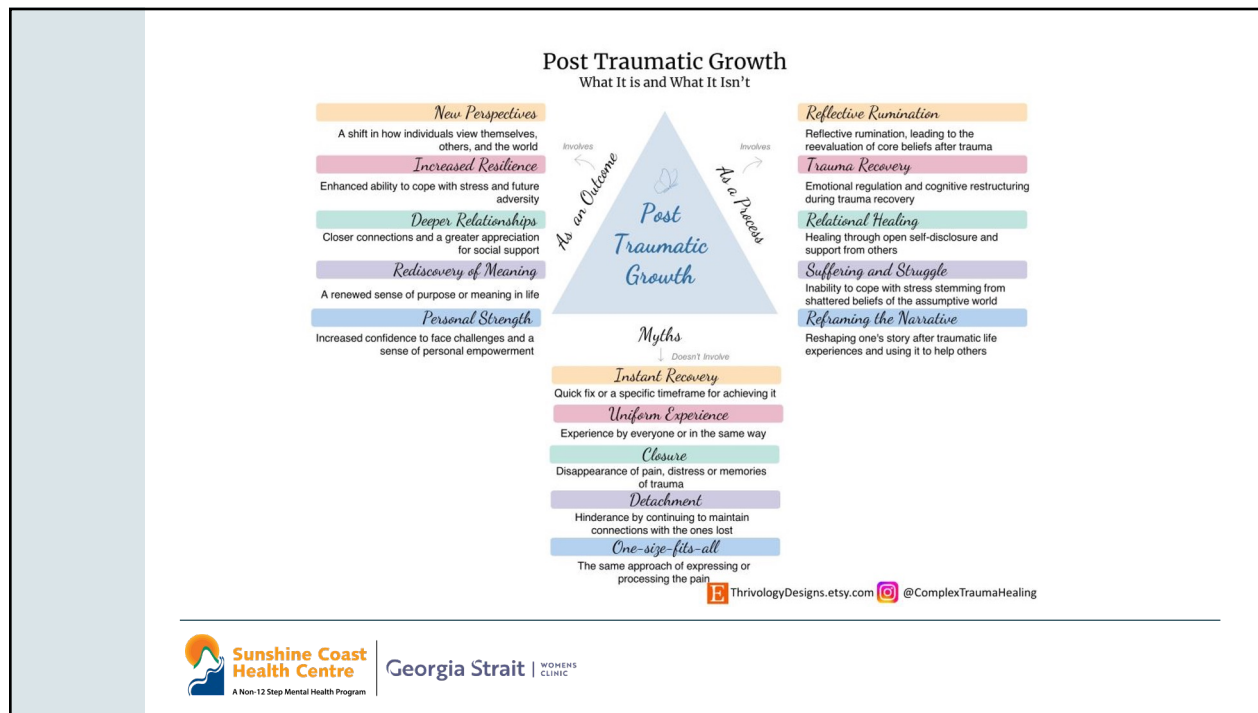 Post Traumatic Growth
What It is and What It Isn't
New Perspectives
A shift in how individuals view themselves,
others, and the world
Increased Resilience
Enhanced ability to cope with stress and future
adversity
Deeper Relationships
Closer connections and a greater appreciation
for social support
Rediscovery of Meaning
A renewed sense of purpose or meaning in life
Personal Strength
Increased confidence to face challenges and a
sense of personal empowerment
Involves
As an Outcome
Post
Traumatic
Growth
Involves
As a Process
Reflective Rumination
Reflective rumination, leading to the
reevaluation of core beliefs after trauma
Trauma Recovery
Emotional regulation and cognitive restructuring
during trauma recovery
Relational Healing
Healing through open self-disclosure and
support from others
Suffering and Struggle
Inability to cope with stress stemming from
shattered beliefs of the assumptive world
Reframing the Narrative
Reshaping one's story after traumatic life
experiences and using it to help others
Myths
Doesn't Involve
Instant Recovery
Quick fix or a specific timeframe for achieving it
Uniform Experience
Experience by everyone or in the same way
Closure
Disappearance of pain, distress or memories
of trauma
Detachment
Hinderance by continuing to maintain
connections with the ones lost
One-size-fits-all
The same approach of expressing or
processing the pain
E ThrivologyDesigns.etsy.com @ComplexTraumaHealing
Sunshine Coast
Health Centre
A Non-12 Step Mental Health Program
Georgia Strait | WOMENS
CLINIC